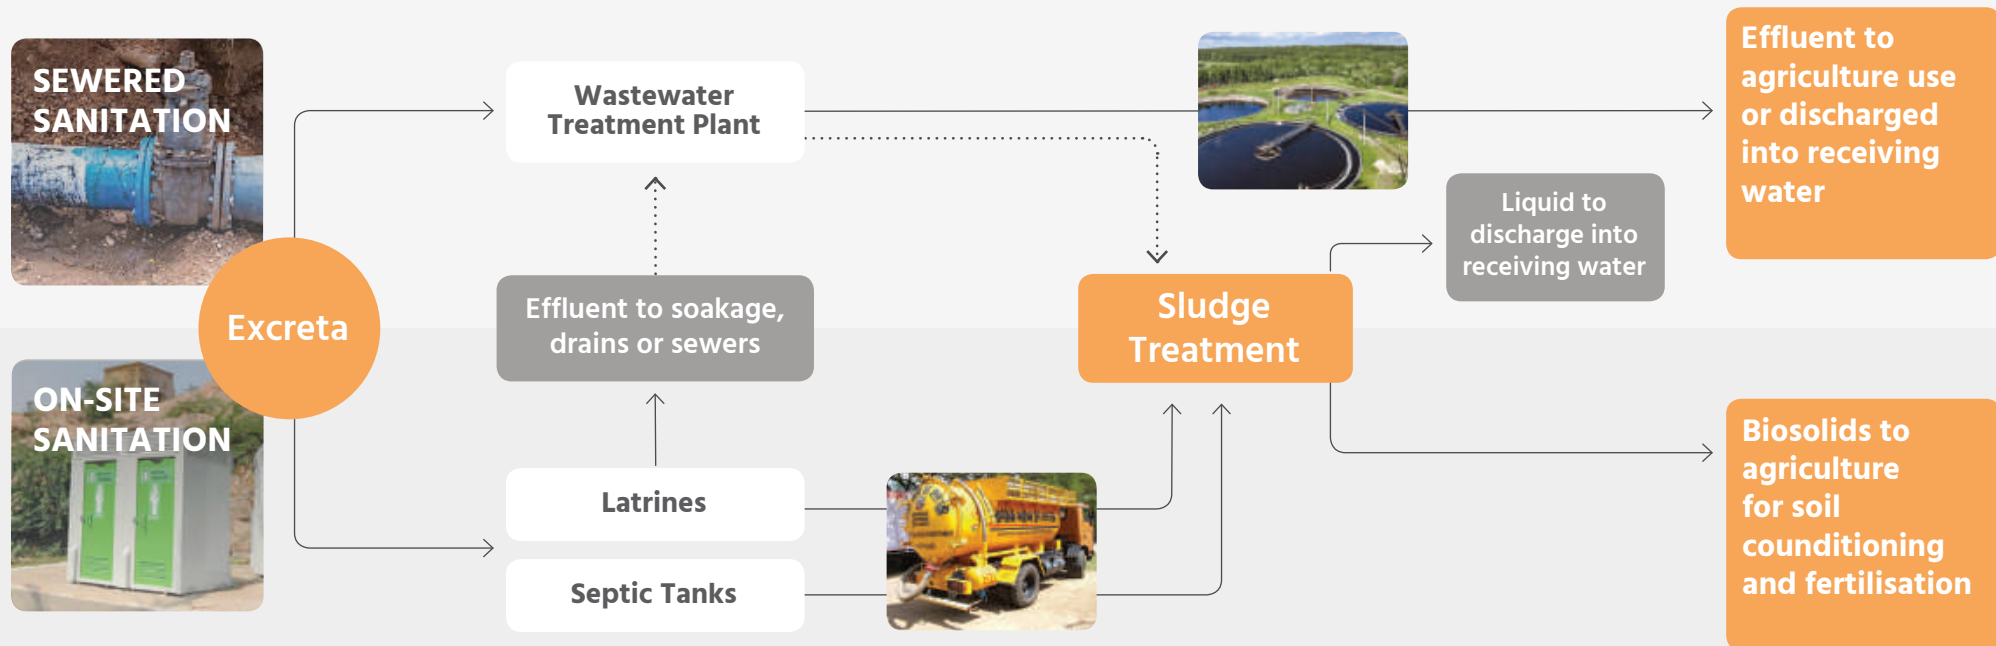 SEWERED
SANITATION
Excreta
ON-SITE
SANITATION
Wastewater
Treatment Plant
Effluent to soakage,
drains or sewers
Latrines
Septic Tanks
Sludge
Treatment
Liquid to
discharge into
receiving water
Effluent to
agriculture use
or discharged
into receiving
water
Biosolids to
agriculture
for soil
counditioning
and fertilisation